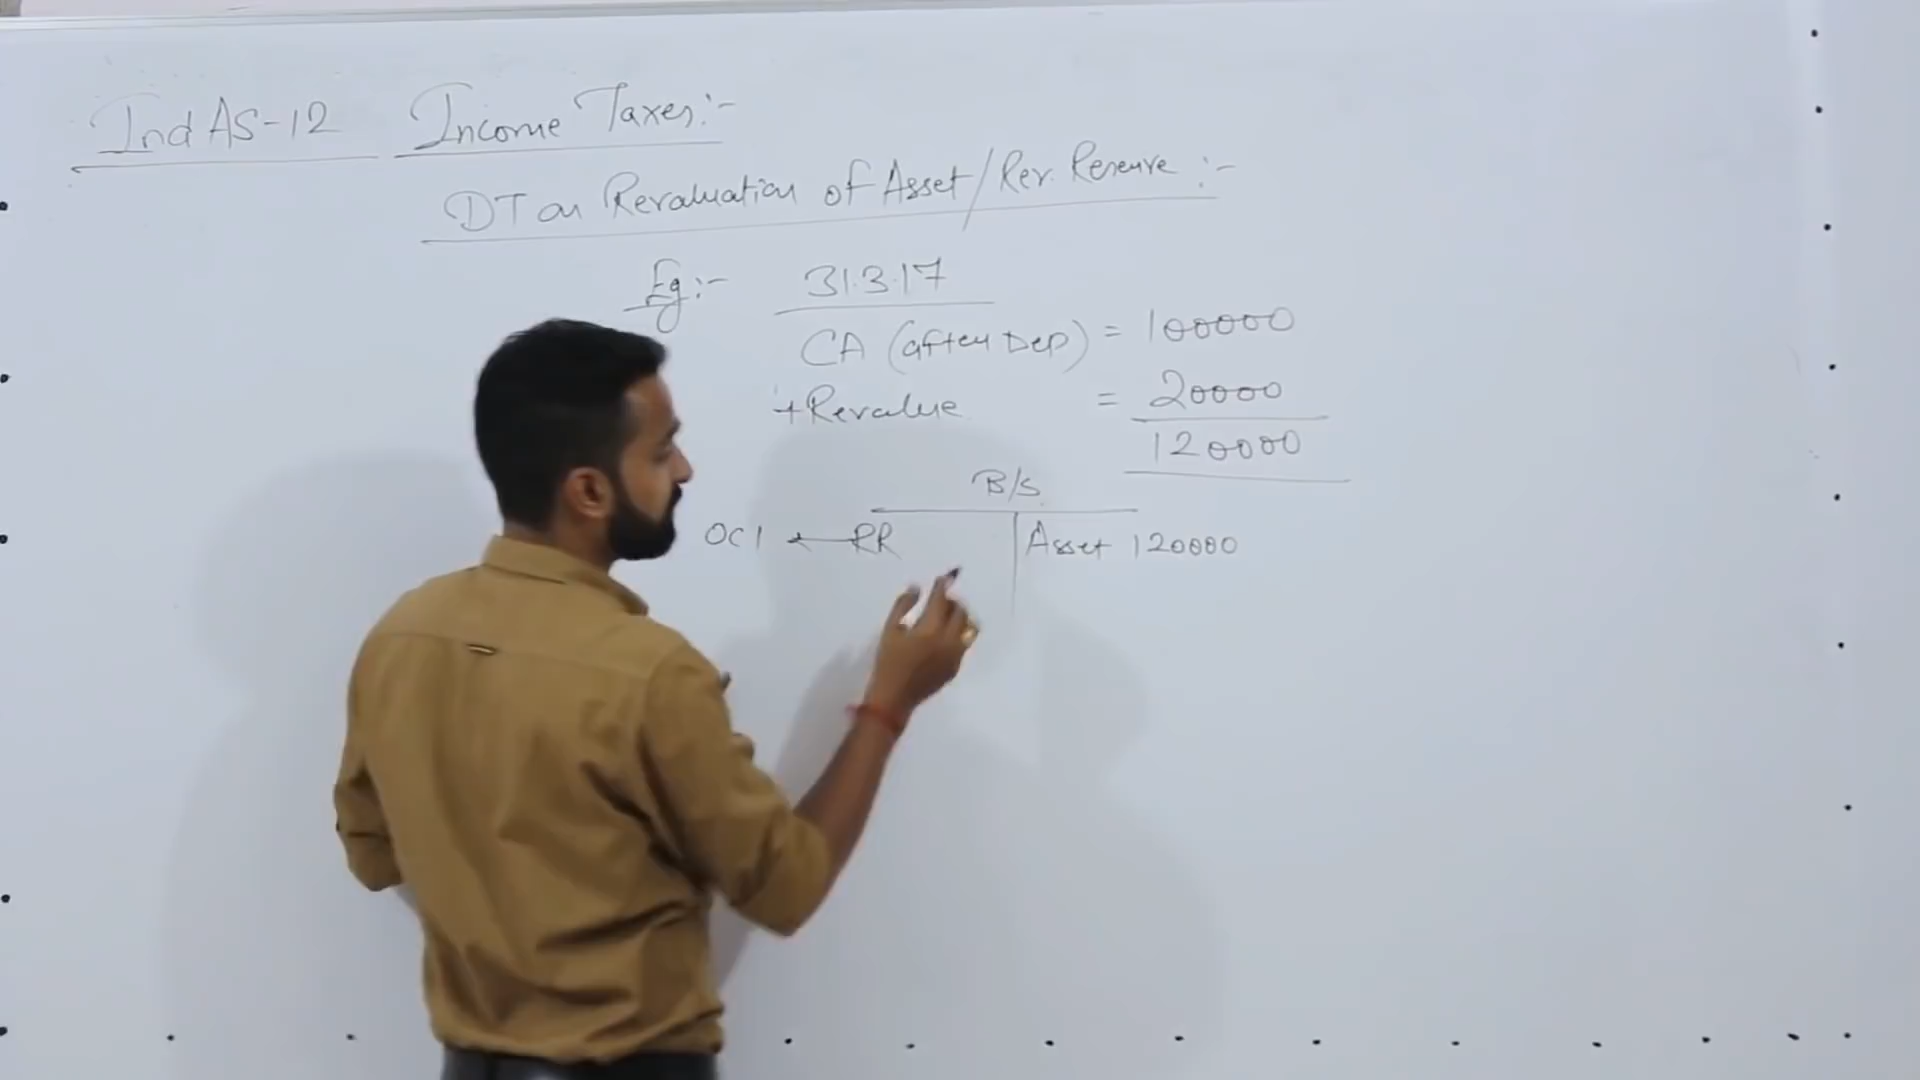 Ind AS-12 Income Taxes:-
DT on Revaluation of Asset/Rev. Reserve :-
Eg:- 31.3.17
CA (after Dep) = 100000
+Revalue = 20000
120000
B/S
OCI ← RR Asset 120000